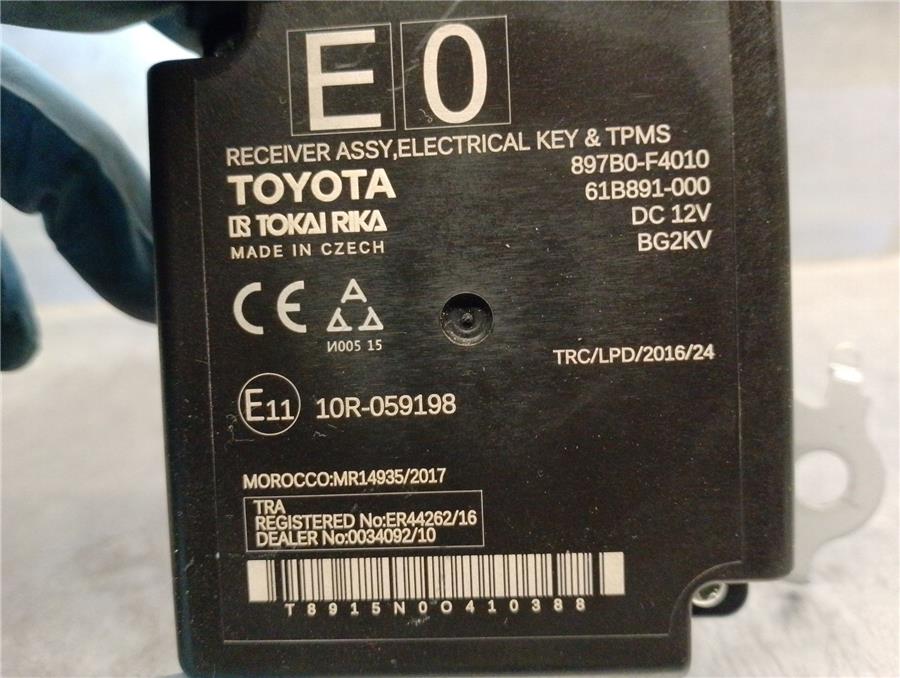 E0
RECEIVER ASSY,ELECTRICAL KEY & TPMS
TOYOTA
TOKAI RIKA
MADE IN CZECH
897B0-F4010
61B891-000
DC 12V
BG2KV
CE
И005 15
TRC/LPD/2016/24
E11 10R-059198
MOROCCO:MR14935/2017
TRA
REGISTERED No:ER44262/16
DEALER No:0034092/10
T8915N00410388